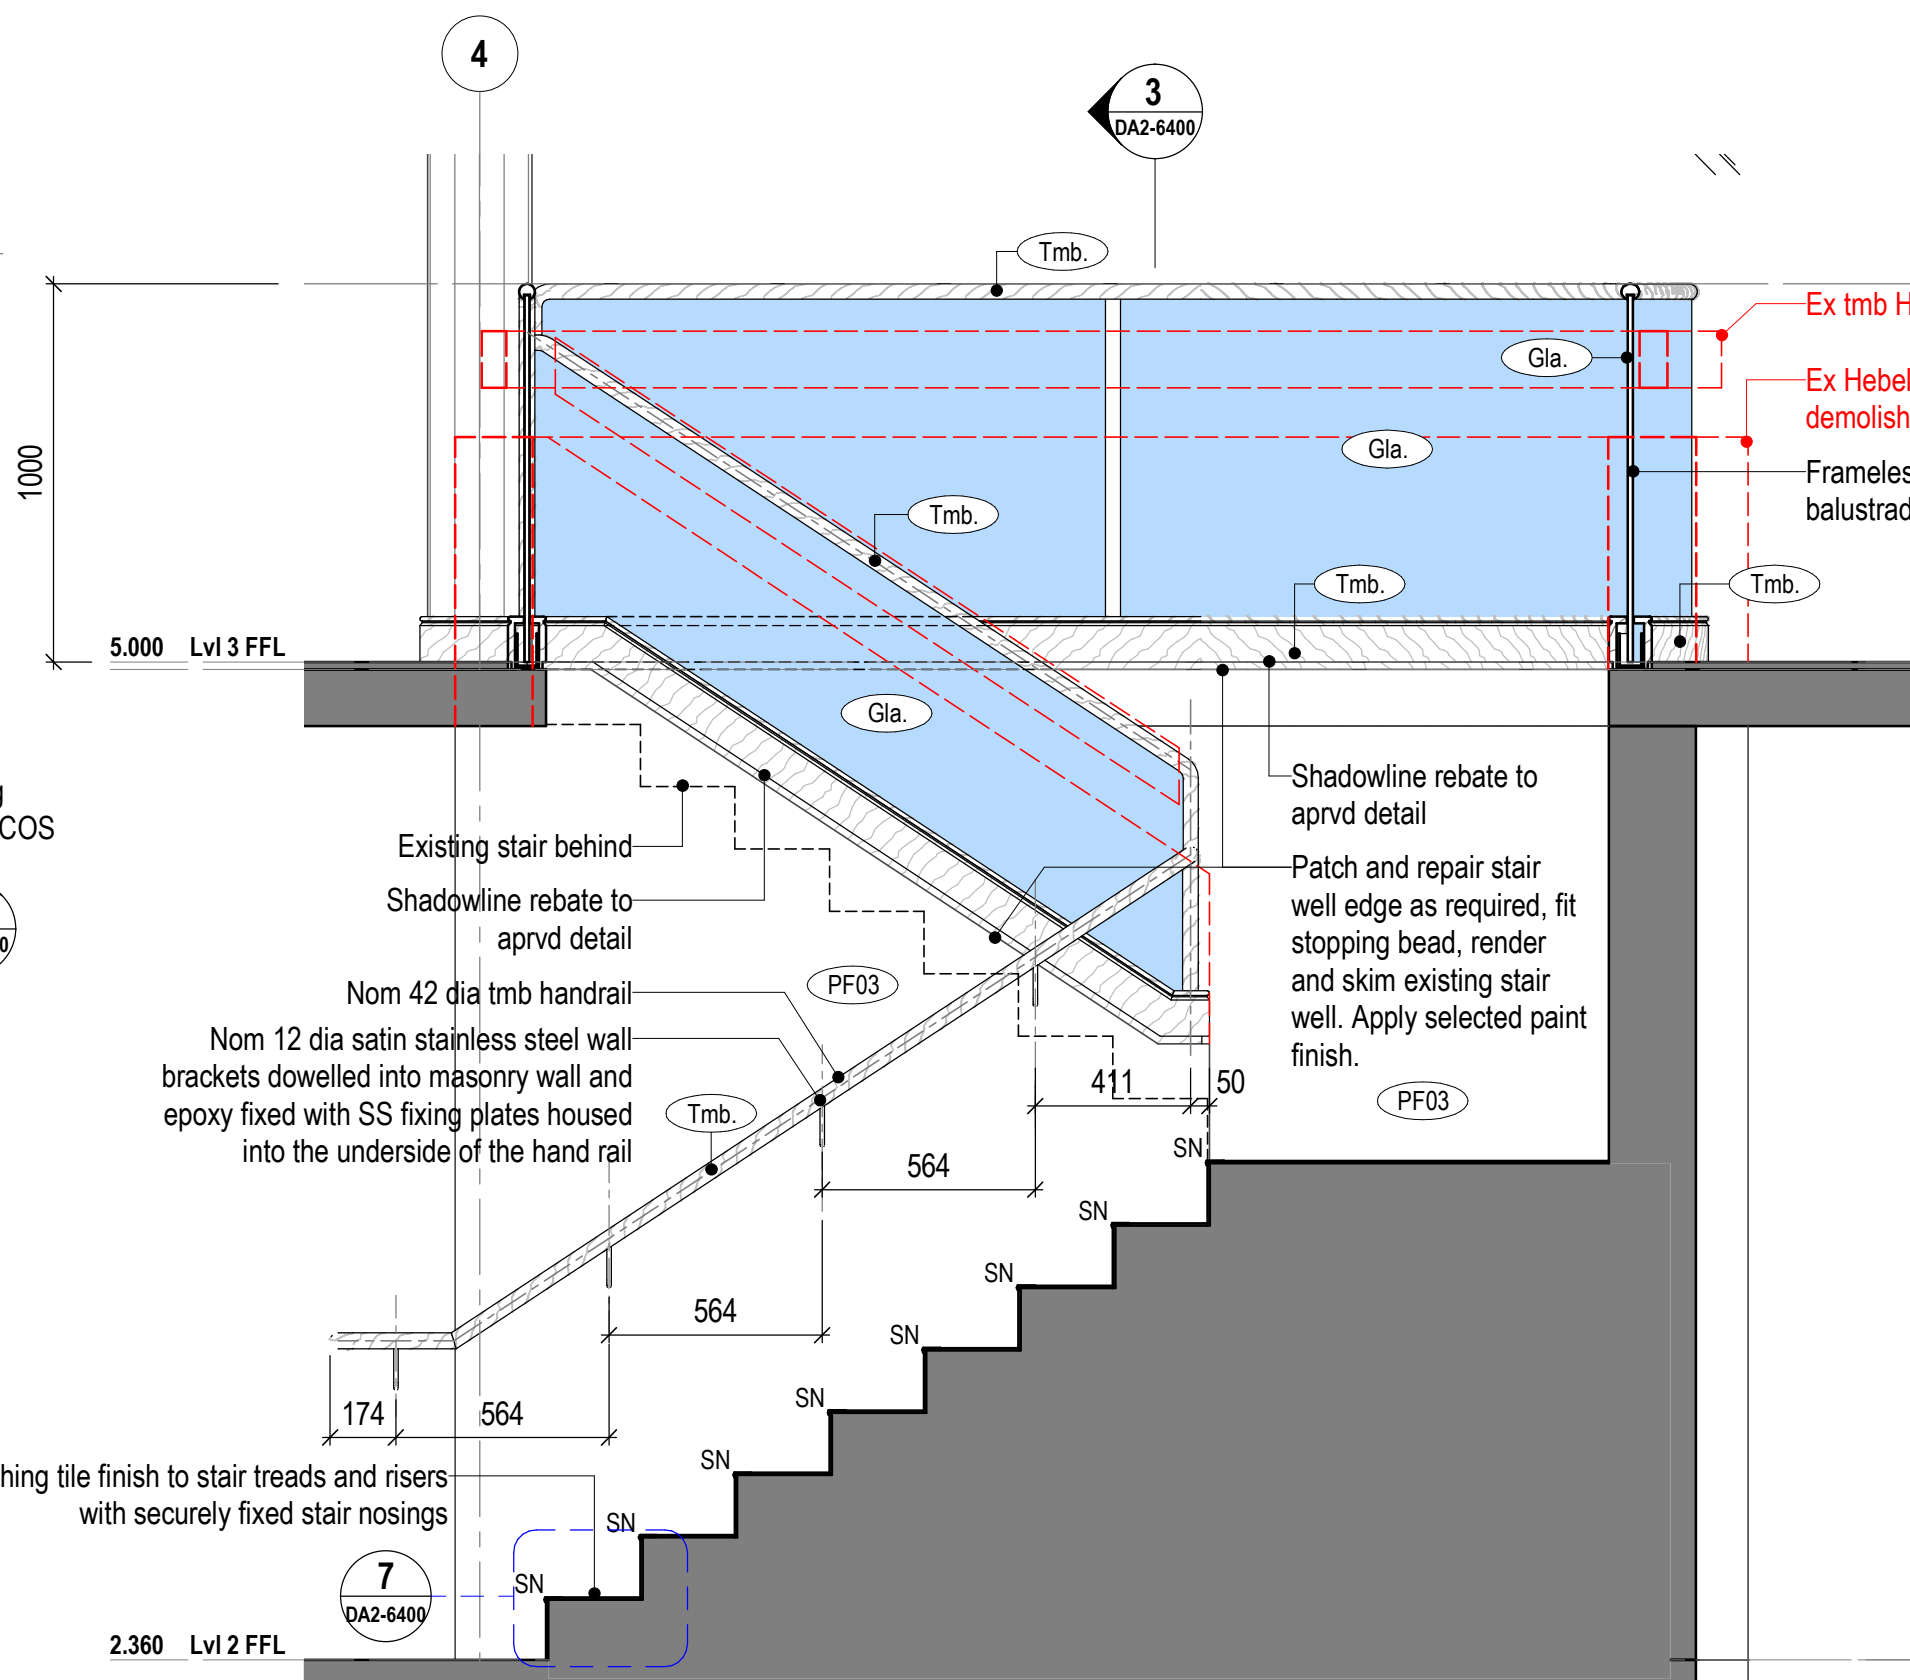 4
3
DA2-6400
Tmb.
Ex tmb H
Gla.
Ex Hebel
demolish
Gla.
Frameles
balustrad
Tmb.
Tmb.
Tmb.
1000
5.000 Lvl 3 FFL
Gla.
Shadowline rebate to
aprvd detail
g
COS
Existing stair behind
Patch and repair stair
well edge as required, fit
stopping bead, render
and skim existing stair
well. Apply selected paint
finish.
Shadowline rebate to
aprvd detail
0
PF03
Nom 42 dia tmb handrail
Nom 12 dia satin stainless steel wall
brackets dowelled into masonry wall and
epoxy fixed with SS fixing plates housed
into the underside of the hand rail
411
50
PF03
Tmb.
SN
564
SN
SN
564
SN
SN
174
564
SN
hing tile finish to stair treads and risers
with securely fixed stair nosings
SN
7
DA2-6400
SN
2.360 Lvl 2 FFL